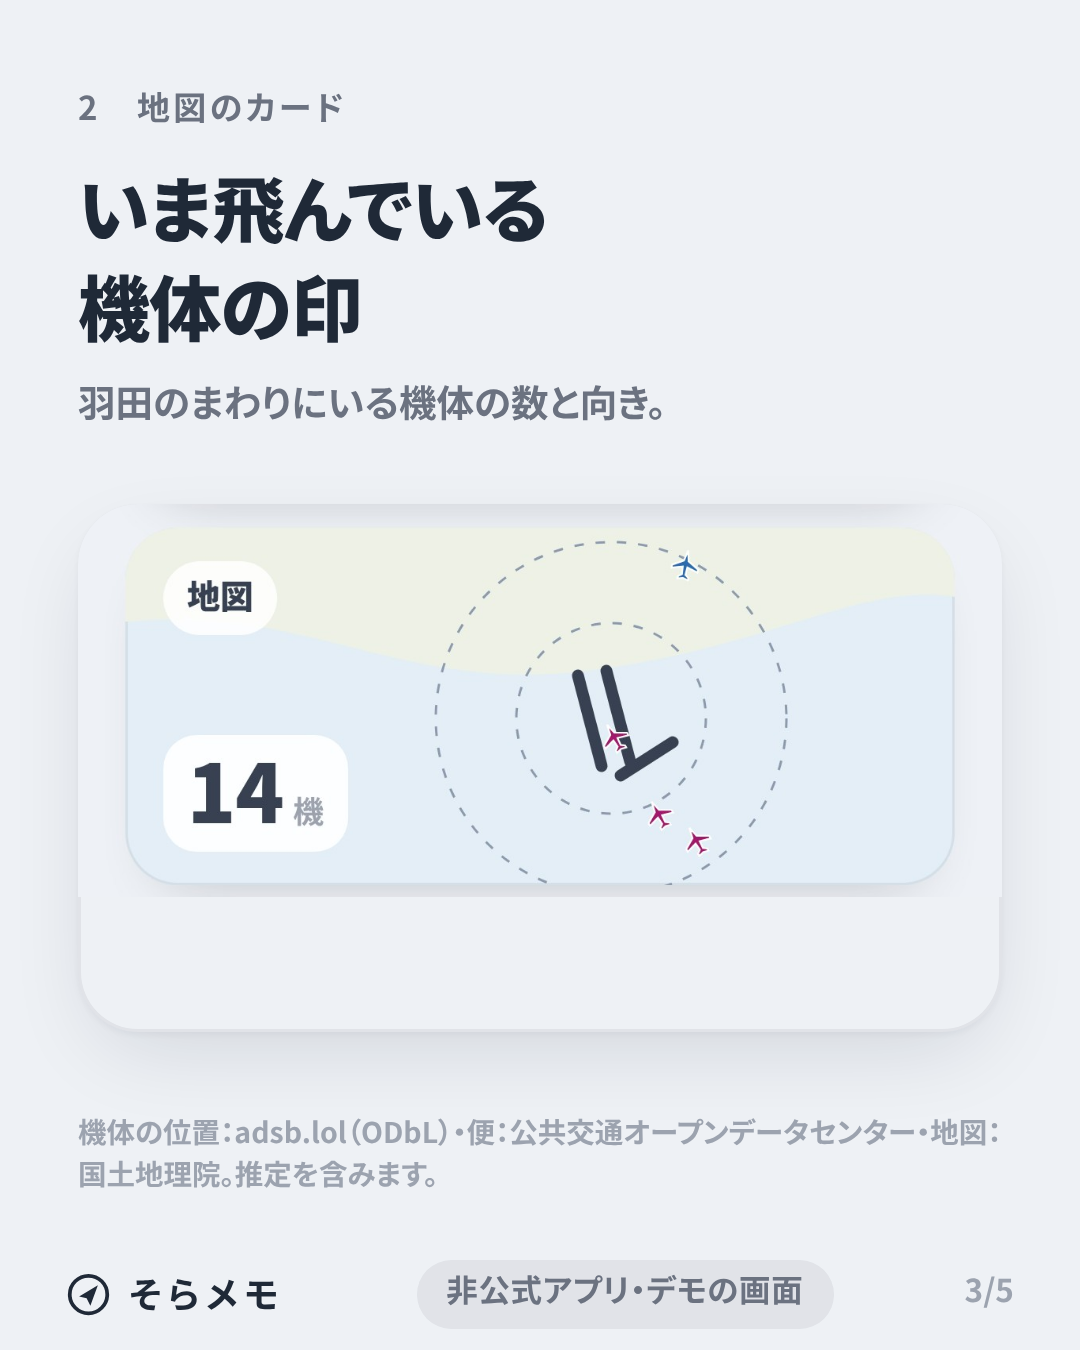 2 地図のカード
いま飛んでいる
機体の印
羽田のまわりにいる機体の数と向き。
地図
14 機
機体の位置：adsb.lol（ODbL）・便：公共交通オープンデータセンター・地図：
国土地理院。推定を含みます。
そらメモ
非公式アプリ・デモの画面
3/5